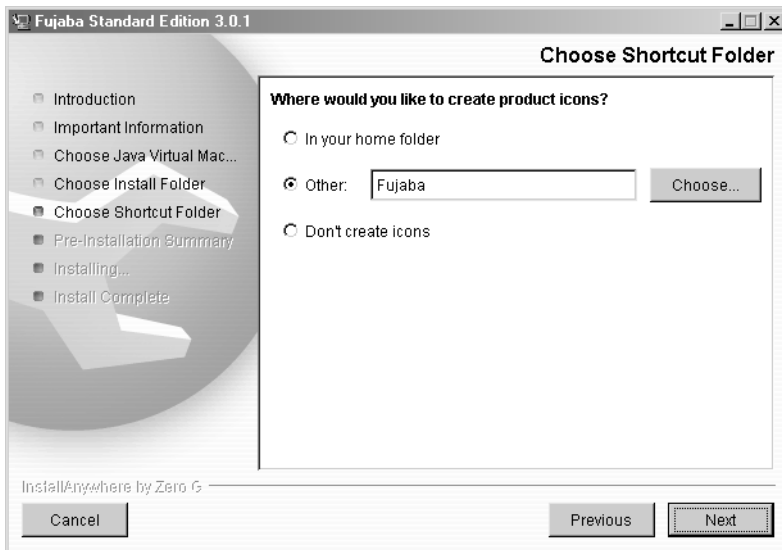 Fujaba Standard Edition 3.0.1
Choose Shortcut Folder
Introduction
Important Information
Choose Java Virtual Mac...
Choose Install Folder
Choose Shortcut Folder
Pre-Installation Summary
Installing...
Install Complete
Where would you like to create product icons?
In your home folder
Other: Fujaba Choose...
Don't create icons
InstallAnywhere by Zero G
Cancel Previous Next